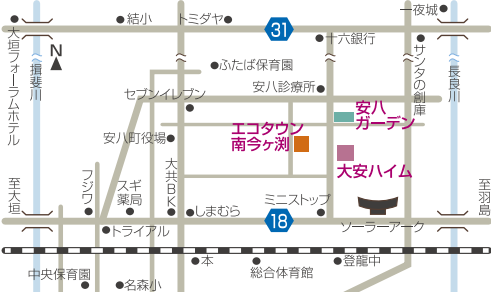 一夜城
結小
トミダヤ
31
十六銀行
大垣フォーラムホテル
N
揖斐川
サンタの創庫
長良川
ふたば保育園
安八診療所
セブンイレブン
安八
ガーデン
エコタウン
南今ヶ渕
安八町役場
大安ハイム
大共BK
フジワ
スギ
薬局
至大垣
至羽島
ミニストップ
しまむら
18
ソーラーアーク
トライアル
本
総合体育館
登龍中
中央保育園
名森小